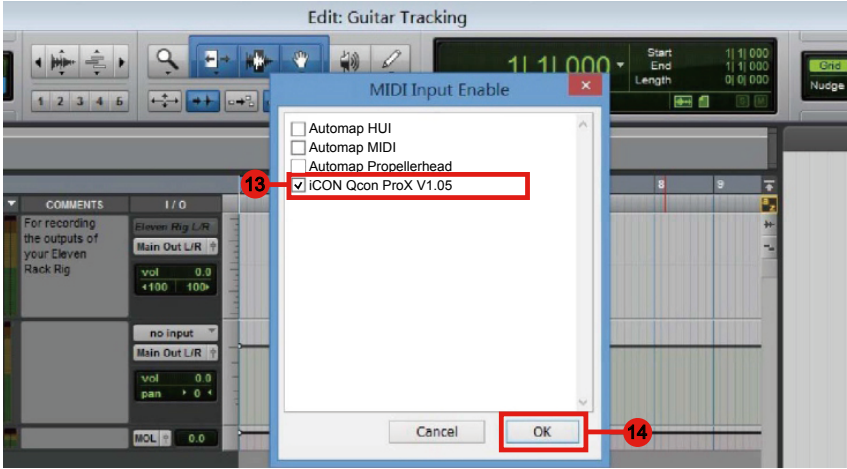 Edit: Guitar Tracking
1| 1| 000
Start 1| 1| 000
End 1| 1| 000
Length 0| 0| 000
Grid
Nudge
1 2 3 4 5
MIDI Input Enable
Automap HUI
Automap MIDI
Automap Propellerhead
13
iCON Qcon ProX V1.05
8 9
COMMENTS I / O
For recording
the outputs of
your Eleven
Rack Rig
Eleven Rig L/R
Main Out L/R
vol 0.0
100 100
no input
Main Out L/R
vol 0.0
pan 0
Cancel
OK
14
MOL 0.0